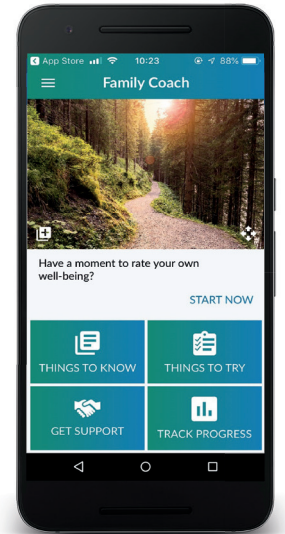 App Store 10:23 88%
Family Coach
Have a moment to rate your own
well-being?
START NOW
THINGS TO KNOW
THINGS TO TRY
GET SUPPORT
TRACK PROGRESS